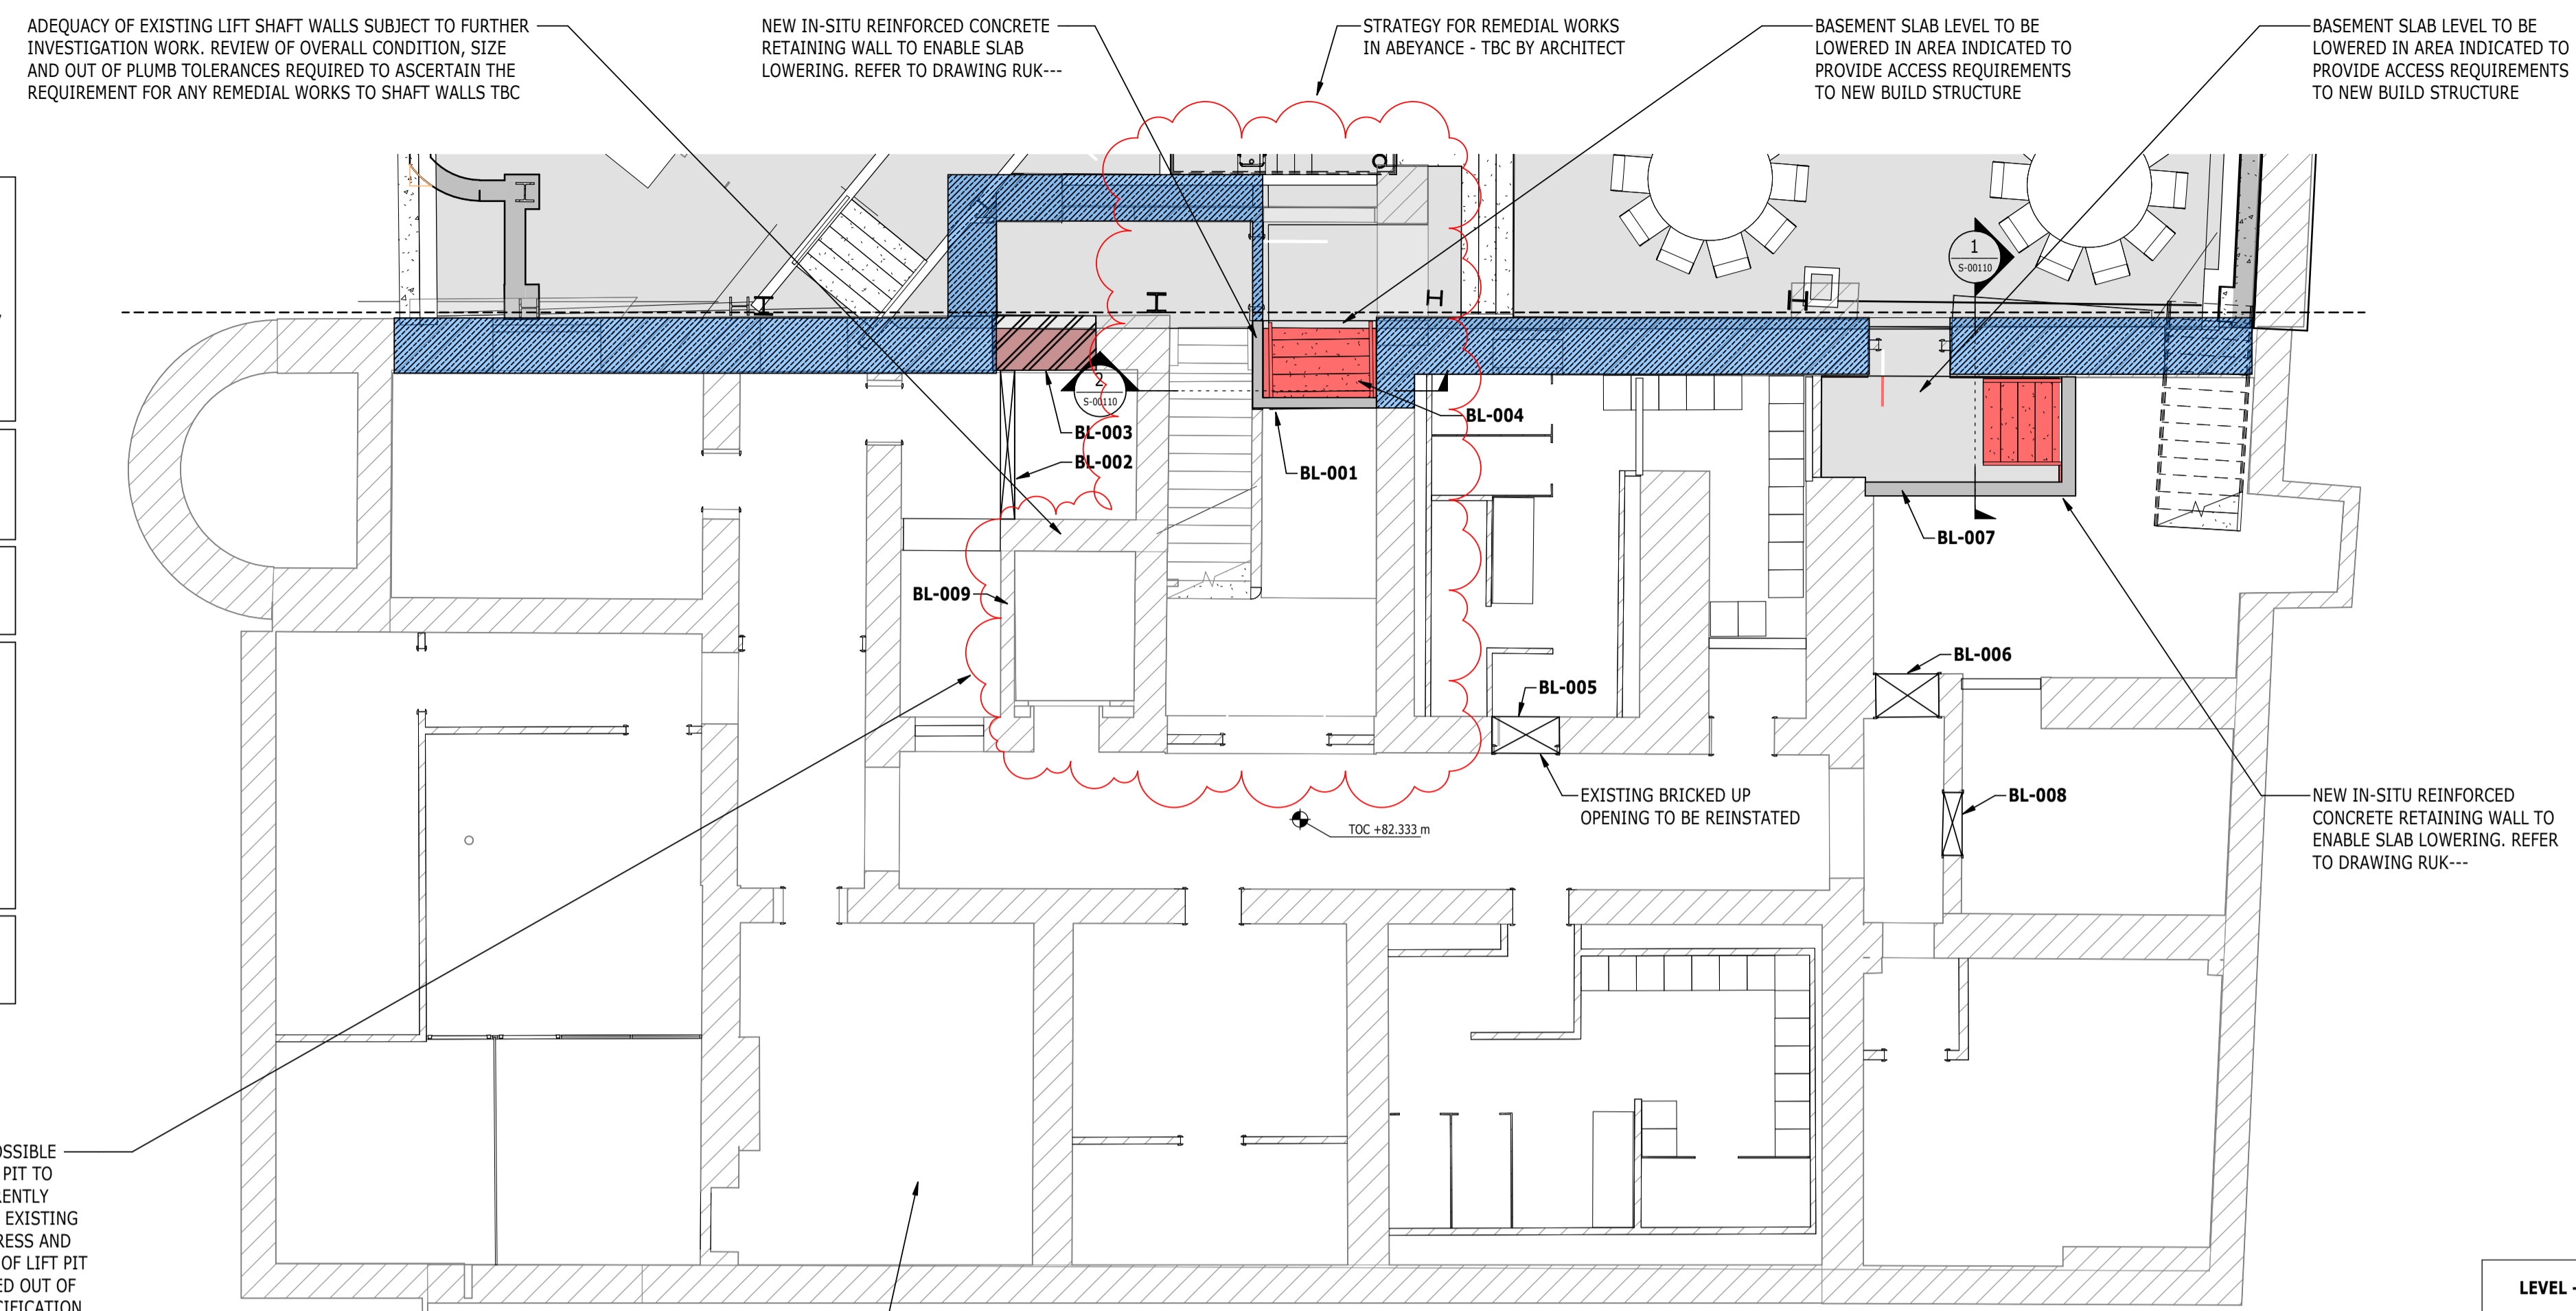 ADEQUACY OF EXISTING LIFT SHAFT WALLS SUBJECT TO FURTHER
INVESTIGATION WORK. REVIEW OF OVERALL CONDITION, SIZE
AND OUT OF PLUMB TOLERANCES REQUIRED TO ASCERTAIN THE
REQUIREMENT FOR ANY REMEDIAL WORKS TO SHAFT WALLS TBC
NEW IN-SITU REINFORCED CONCRETE
RETAINING WALL TO ENABLE SLAB
LOWERING. REFER TO DRAWING RUK---
STRATEGY FOR REMEDIAL WORKS
IN ABEYANCE - TBC BY ARCHITECT
BASEMENT SLAB LEVEL TO BE
LOWERED IN AREA INDICATED TO
PROVIDE ACCESS REQUIREMENTS
TO NEW BUILD STRUCTURE
BASEMENT SLAB LEVEL TO BE
LOWERED IN AREA INDICATED TO
PROVIDE ACCESS REQUIREMENTS
TO NEW BUILD STRUCTURE
1
S-00110
2
S-00110
BL-003
BL-002
BL-004
BL-001
BL-007
BL-009
BL-006
BL-005
BL-008
EXISTING BRICKED UP
OPENING TO BE REINSTATED
TOC +82.333 m
NEW IN-SITU REINFORCED
CONCRETE RETAINING WALL TO
ENABLE SLAB LOWERING. REFER
TO DRAWING RUK---
OSSIBLE
PIT TO
RENTLY
EXISTING
RESS AND
OF LIFT PIT
ED OUT OF
CIFICATION
LEVEL -